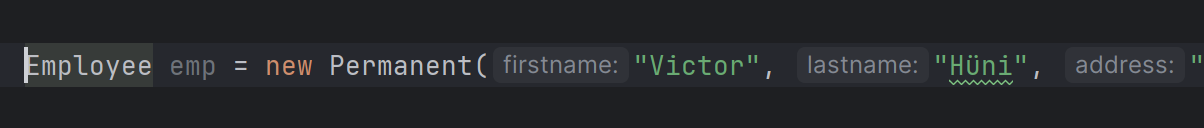 Employee emp = new Permanent( firstname: "Victor", lastname: "Hüni", address: "